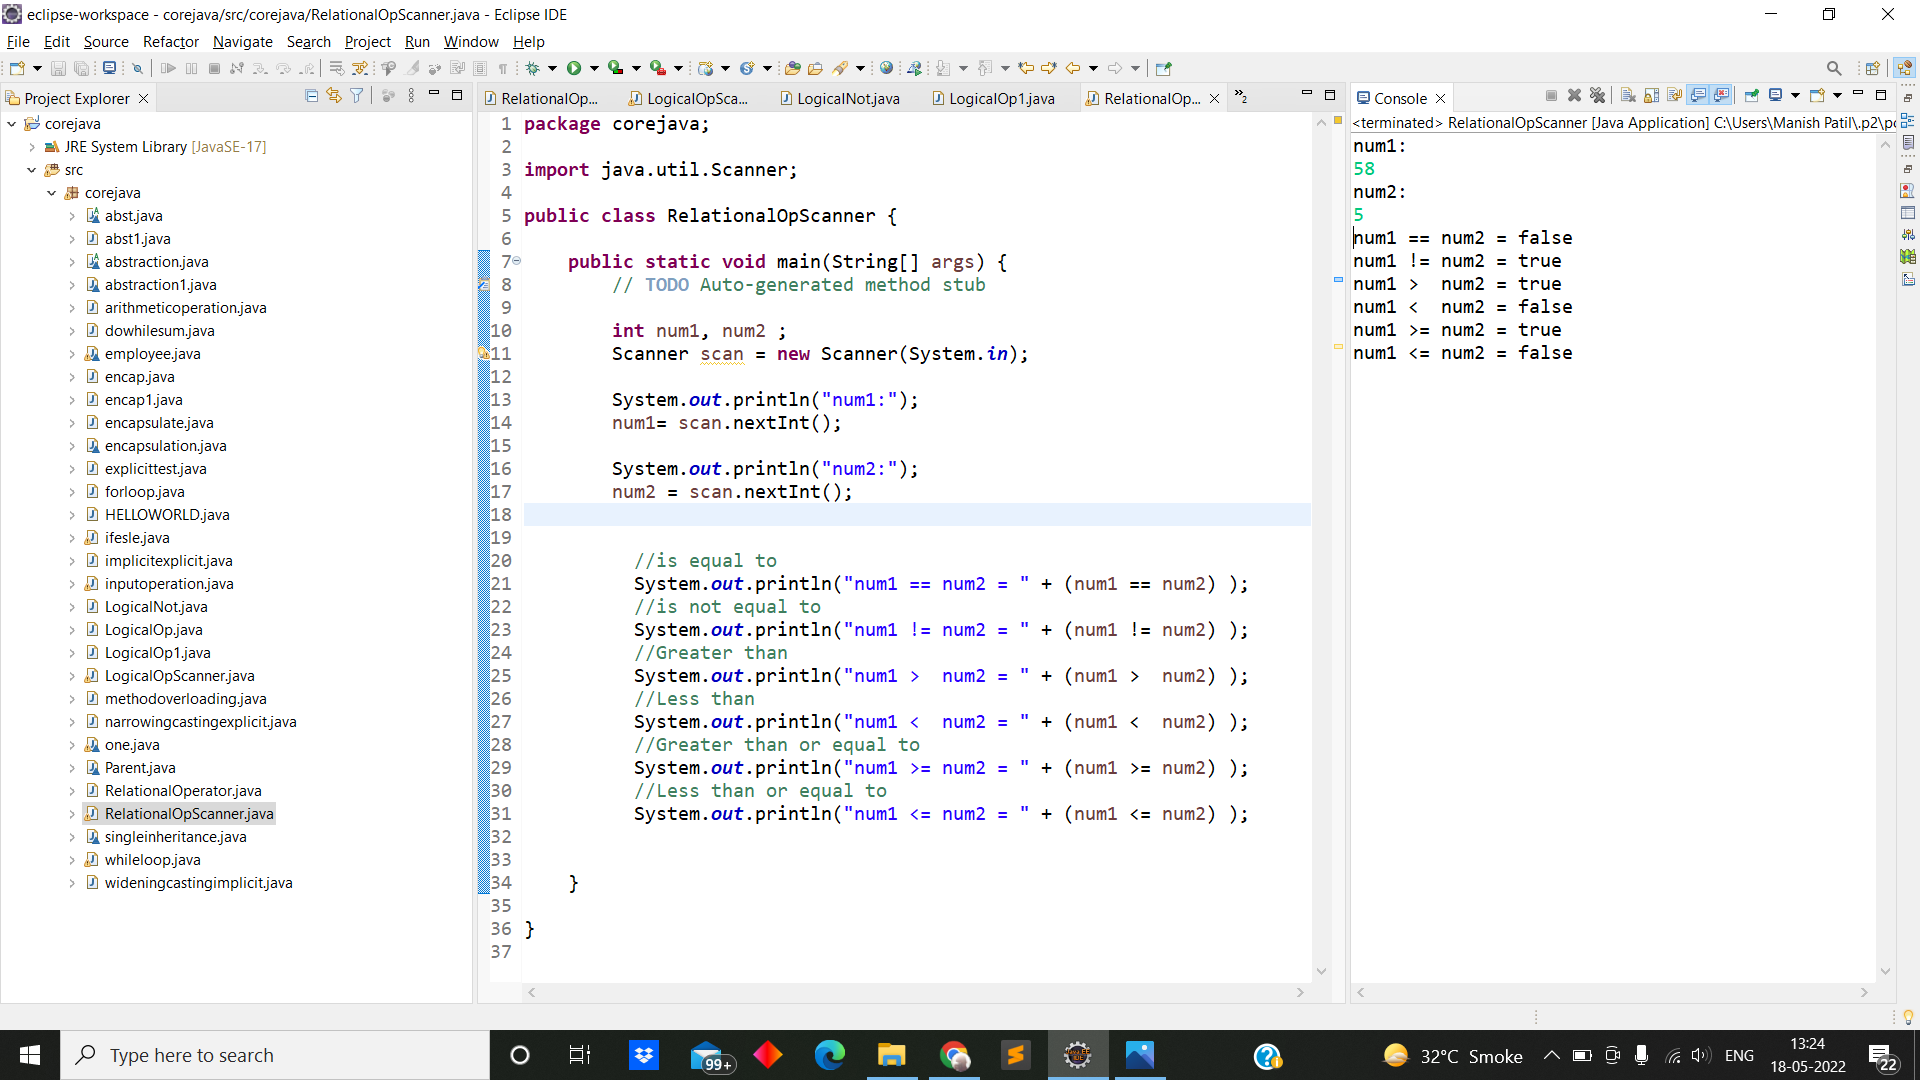 eclipse-workspace - corejava/src/corejava/RelationalOpScanner.java - Eclipse IDE
File Edit Source Refactor Navigate Search Project Run Window Help
Project Explorer
corejava
JRE System Library [JavaSE-17]
src
corejava
abst.java
abst1.java
abstraction.java
abstraction1.java
arithmeticoperation.java
dowhilesum.java
employee.java
encap.java
encap1.java
encapsulate.java
encapsulation.java
explicittest.java
forloop.java
HELLOWORLD.java
ifesle.java
implicitexplicit.java
inputoperation.java
LogicalNot.java
LogicalOp.java
LogicalOp1.java
LogicalOpScanner.java
methodoverloading.java
narrowingcastingexplicit.java
one.java
Parent.java
RelationalOperator.java
RelationalOpScanner.java
singleinheritance.java
whileloop.java
wideningcastingimplicit.java
RelationalOp... LogicalOpSca... LogicalNot.java LogicalOp1.java RelationalOp... »2
1 package corejava;
2
3 import java.util.Scanner;
4
5 public class RelationalOpScanner {
6
7 public static void main(String[] args) {
8 // TODO Auto-generated method stub
9
10 int num1, num2 ;
11 Scanner scan = new Scanner(System.in);
12
13 System.out.println("num1:");
14 num1= scan.nextInt();
15
16 System.out.println("num2:");
17 num2 = scan.nextInt();
18
19
20 //is equal to
21 System.out.println("num1 == num2 = " + (num1 == num2) );
22 //is not equal to
23 System.out.println("num1 != num2 = " + (num1 != num2) );
24 //Greater than
25 System.out.println("num1 >  num2 = " + (num1 >  num2) );
26 //Less than
27 System.out.println("num1 <  num2 = " + (num1 <  num2) );
28 //Greater than or equal to
29 System.out.println("num1 >= num2 = " + (num1 >= num2) );
30 //Less than or equal to
31 System.out.println("num1 <= num2 = " + (num1 <= num2) );
32
33
34 }
35
36 }
37
Console
<terminated> RelationalOpScanner [Java Application] C:\Users\Manish Patil\.p2\po
num1:
58
num2:
5
num1 == num2 = false
num1 != num2 = true
num1 >  num2 = true
num1 <  num2 = false
num1 >= num2 = true
num1 <= num2 = false
Type here to search
99+
32°C Smoke
ENG
13:24
18-05-2022
22